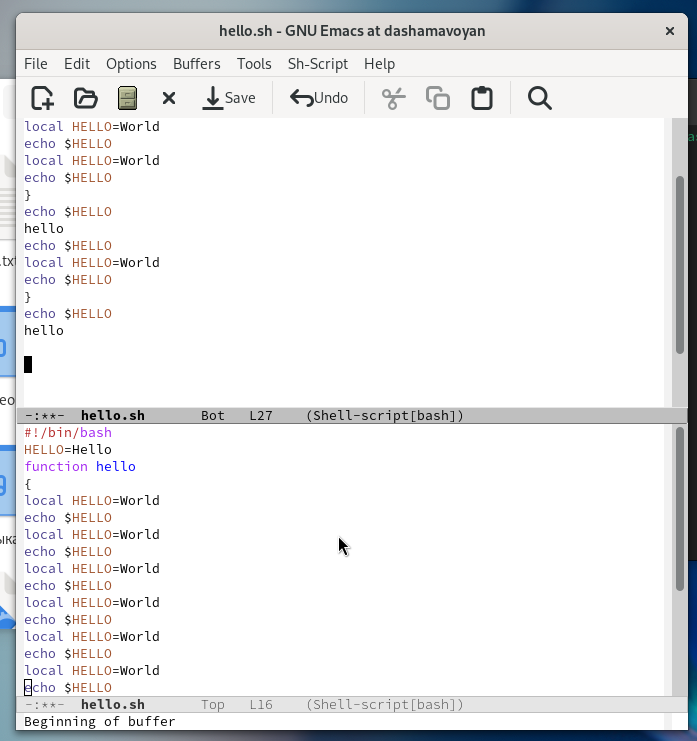 hello.sh - GNU Emacs at dashamavoyan
File Edit Options Buffers Tools Sh-Script Help
Save Undo
local HELLO=World
echo $HELLO
local HELLO=World
echo $HELLO
}
echo $HELLO
hello
echo $HELLO
local HELLO=World
echo $HELLO
}
echo $HELLO
hello
-:**- hello.sh Bot L27 (Shell-script[bash])
#!/bin/bash
HELLO=Hello
function hello
{
local HELLO=World
echo $HELLO
local HELLO=World
echo $HELLO
local HELLO=World
echo $HELLO
local HELLO=World
echo $HELLO
local HELLO=World
echo $HELLO
local HELLO=World
echo $HELLO
-:**- hello.sh Top L16 (Shell-script[bash])
Beginning of buffer